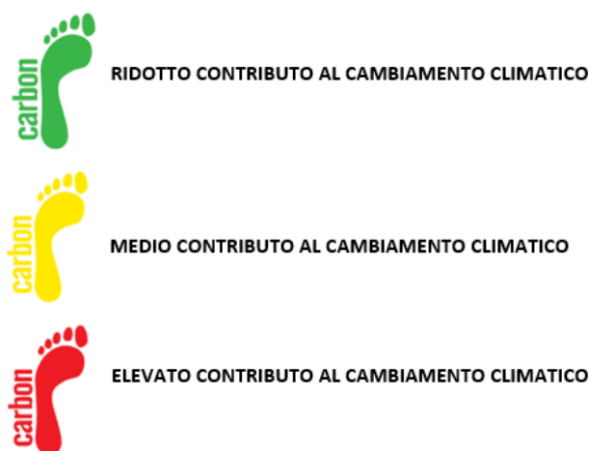 carbon
RIDOTTO CONTRIBUTO AL CAMBIAMENTO CLIMATICO
carbon
MEDIO CONTRIBUTO AL CAMBIAMENTO CLIMATICO
carbon
ELEVATO CONTRIBUTO AL CAMBIAMENTO CLIMATICO